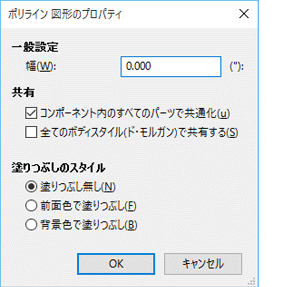 ポリライン 図形のプロパティ
一般設定
幅(W): 0.000 ("):
共有
コンポーネント内のすべてのパーツで共通化(u)
全てのボディスタイル(ド・モルガン)で共有する(S)
塗りつぶしのスタイル
塗りつぶし無し(N)
前面色で塗りつぶし(F)
背景色で塗りつぶし(B)
OK キャンセル